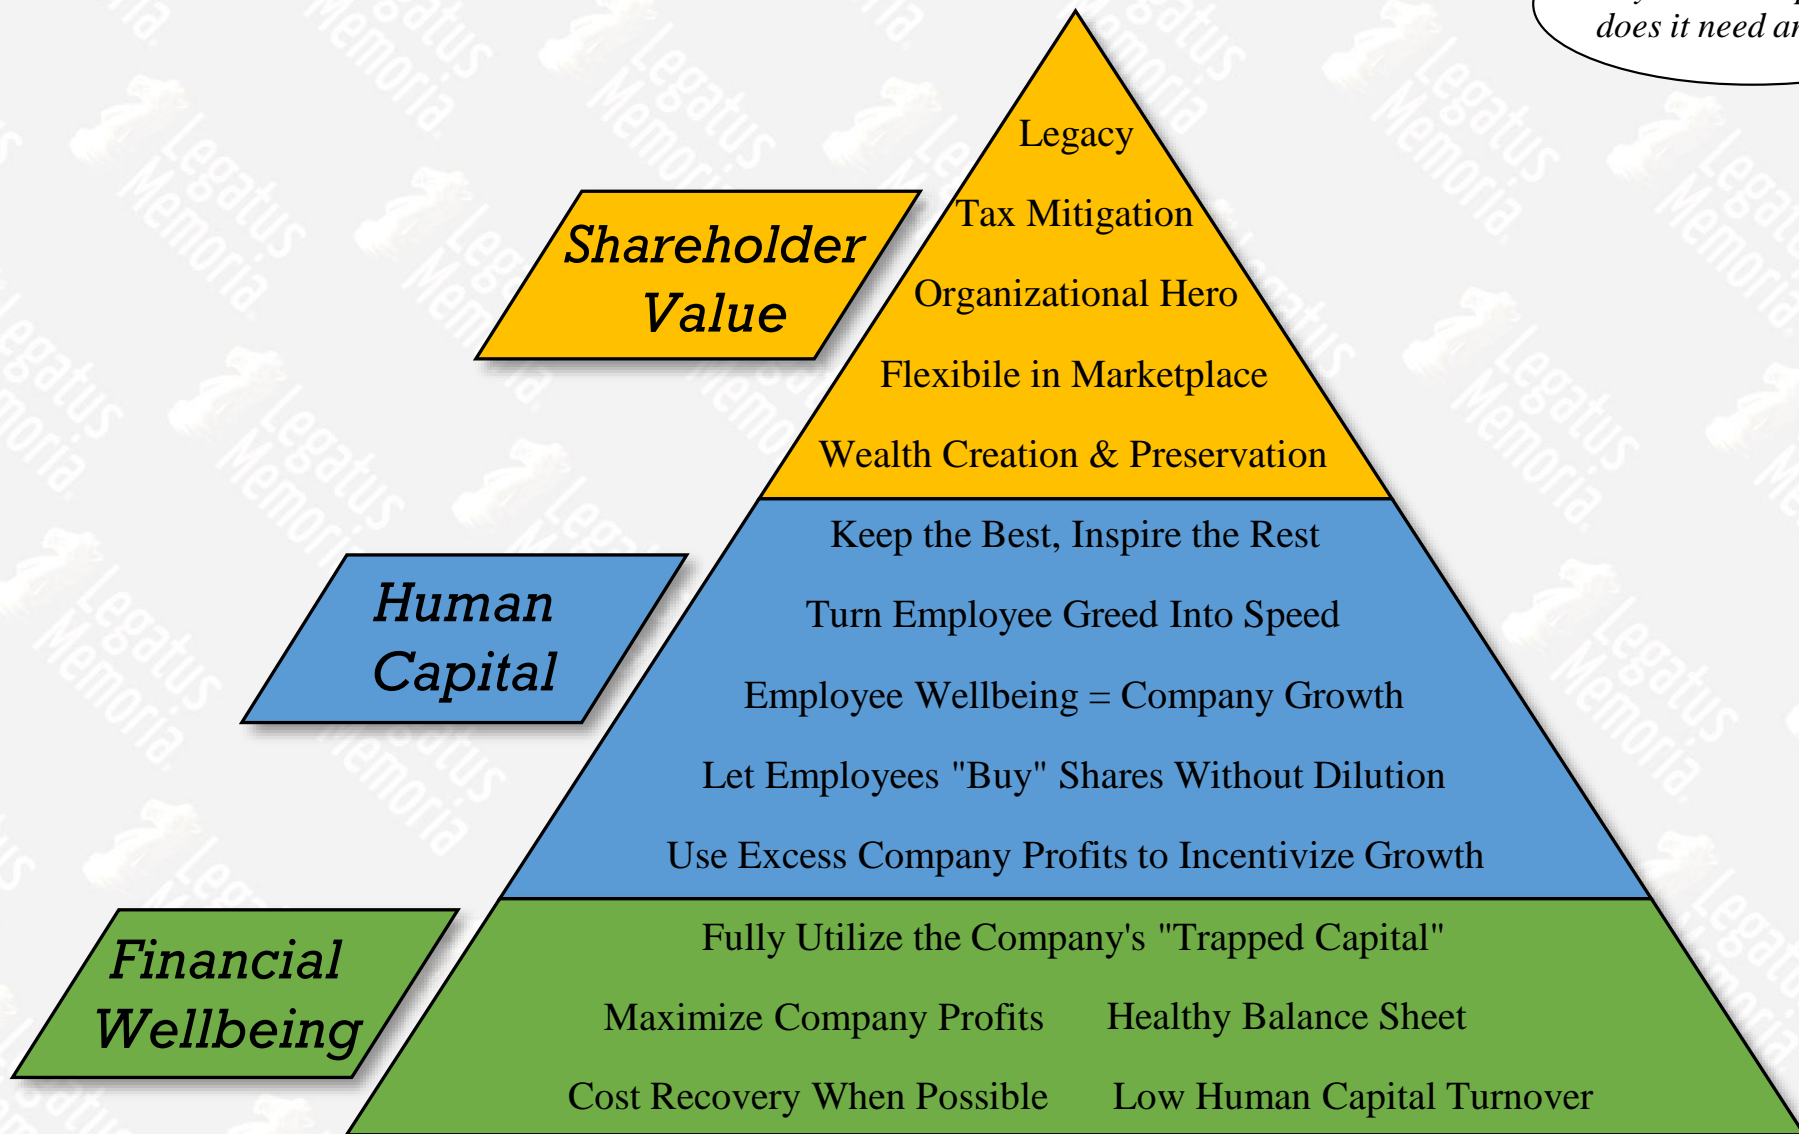 does it need an
Legacy
Tax Mitigation
Shareholder
Value
Organizational Hero
Flexibile in Marketplace
Wealth Creation & Preservation
Keep the Best, Inspire the Rest
Human
Capital
Turn Employee Greed Into Speed
Employee Wellbeing = Company Growth
Let Employees "Buy" Shares Without Dilution
Use Excess Company Profits to Incentivize Growth
Financial
Wellbeing
Fully Utilize the Company's "Trapped Capital"
Maximize Company Profits Healthy Balance Sheet
Cost Recovery When Possible Low Human Capital Turnover
Legatus
Memoria